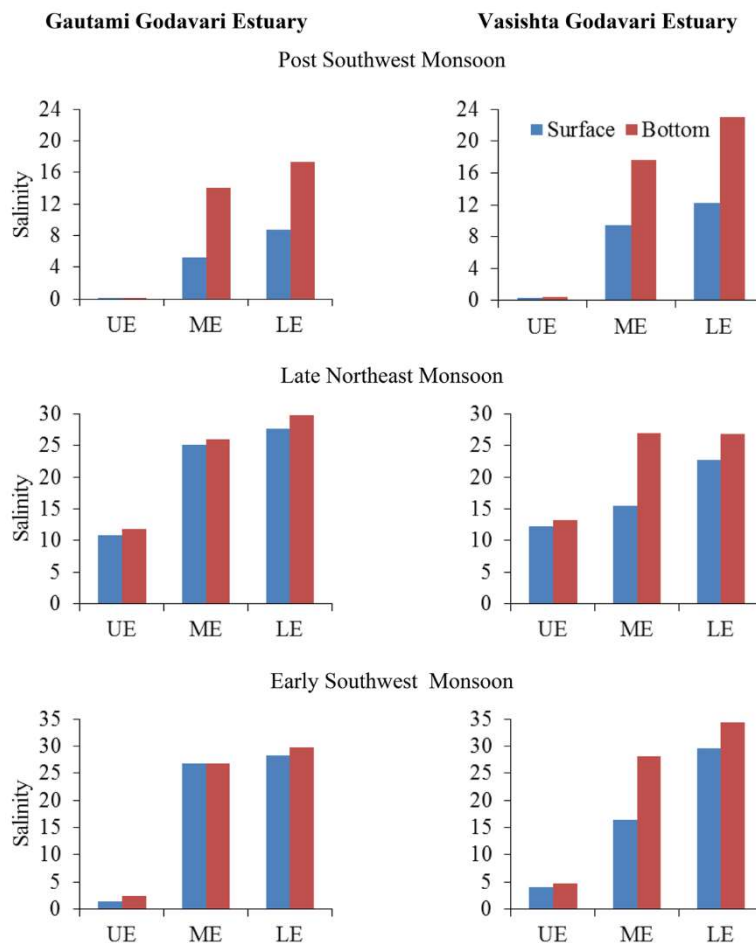 Gautami Godavari Estuary
Vasishta Godavari Estuary
Post Southwest Monsoon
24
20
16
12
8
4
0
Salinity
UE ME LE
24
20
16
12
8
4
0
Surface Bottom
UE ME LE
Late Northeast Monsoon
30
25
20
15
10
5
0
Salinity
UE ME LE
30
25
20
15
10
5
0
UE ME LE
Early Southwest Monsoon
35
30
25
20
15
10
5
0
Salinity
UE ME LE
35
30
25
20
15
10
5
0
UE ME LE